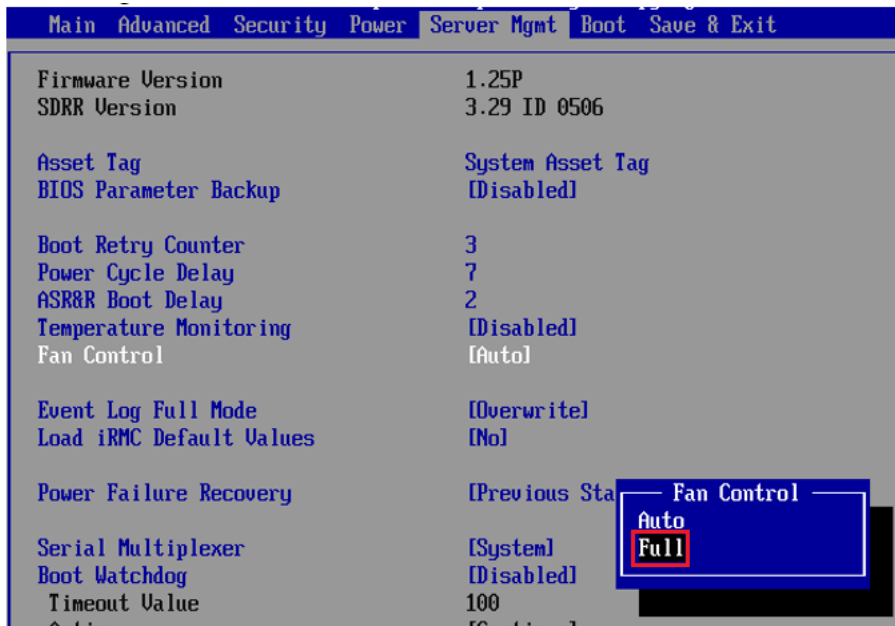 Main Advanced Security Power Server Mgmt Boot Save & Exit
Firmware Version 1.25P
SDRR Version 3.29 ID 0506
Asset Tag System Asset Tag
BIOS Parameter Backup [Disabled]
Boot Retry Counter 3
Power Cycle Delay 7
ASR&R Boot Delay 2
Temperature Monitoring [Disabled]
Fan Control [Auto]
Event Log Full Mode [Overwrite]
Load iRMC Default Values [No]
Power Failure Recovery [Previous Sta
Serial Multiplexer [System]
Boot Watchdog [Disabled]
Timeout Value 100
Fan Control
Auto
Full